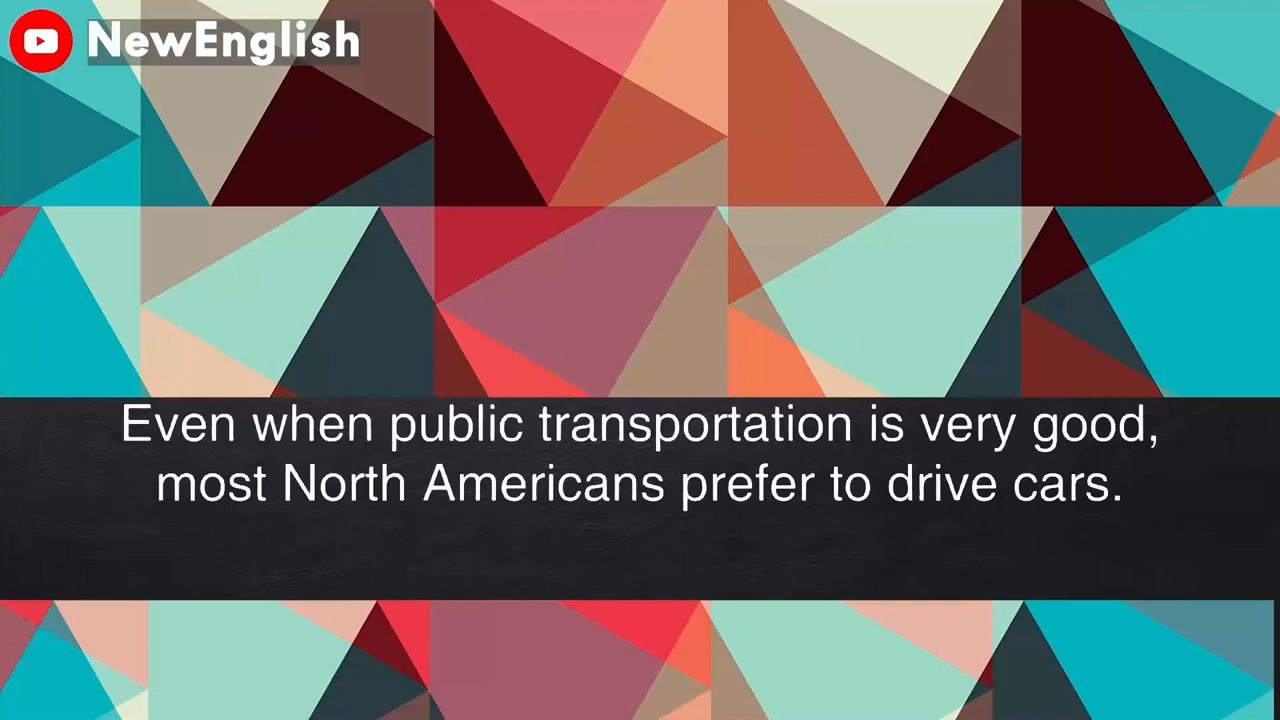 NewEnglish
Even when public transportation is very good,
most North Americans prefer to drive cars.